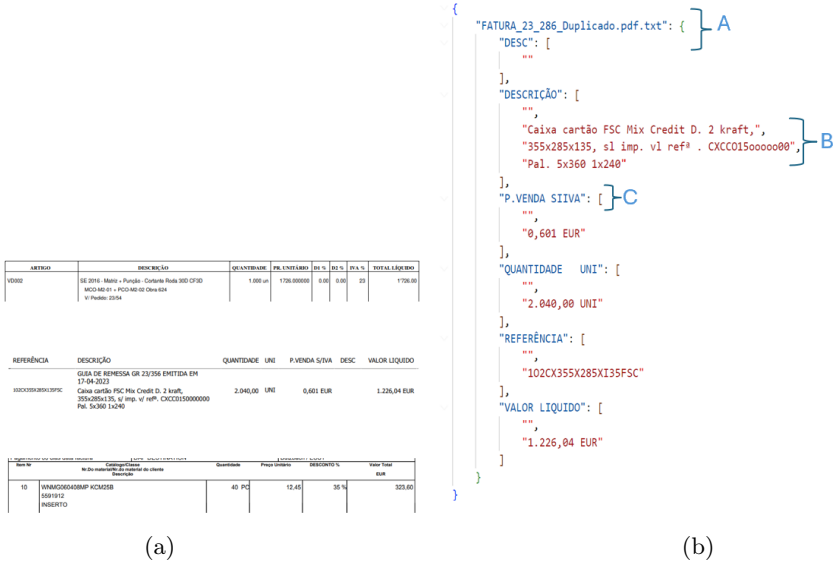 ARTIGO DESCRIÇÃO QUANTIDADE PR. UNITÁRIO D1 % D2 % IVA % TOTAL LÍQUIDO
VD002 SE 2016 - Matriz + Punção - Cortante Roda 30D CF3D 1.000 un 1726.000000 0.00 0.00 23 1'726.00
MCO-M2-01 + PCO-M2-02 Obra 624
V/ Pedido: 23/54
REFERÊNCIA DESCRIÇÃO QUANTIDADE UNI P.VENDA S/IVA DESC VALOR LIQUIDO
GUIA DE REMESSA GR 23/356 EMITIDA EM
17-04-2023
102CX355X285X135FSC Caixa cartão FSC Mix Credit D. 2 kraft, 2.040,00 UNI 0,601 EUR 1.226,04 EUR
355x285x135, s/ imp. v/ refª. CXCC0150000000
Pal. 5x360 1x240
Item Nr Catálogo/Classe Quantidade Preço Unitário DESCONTO % Valor Total
Nr.Do material/Nr.do material do cliente
Descrição EUR
10 WNMG060408MP KCM25B 40 PC 12,45 35 % 323,60
5591912
INSERTO
(a)
{
"FATURA_23_286_Duplicado.pdf.txt": { A
"DESC": [
""
],
"DESCRIÇÃO": [
"",
"Caixa cartão FSC Mix Credit D. 2 kraft,",
"355x285x135, sl imp. vl refª . CXCCO15ooooo00", B
"Pal. 5x360 1x240"
],
"P.VENDA SIIVA": [ C
"",
"0,601 EUR"
],
"QUANTIDADE UNI": [
"",
"2.040,00 UNI"
],
"REFERÊNCIA": [
"",
"1O2CX355X285XI35FSC"
],
"VALOR LIQUIDO": [
"",
"1.226,04 EUR"
]
}
}
(b)